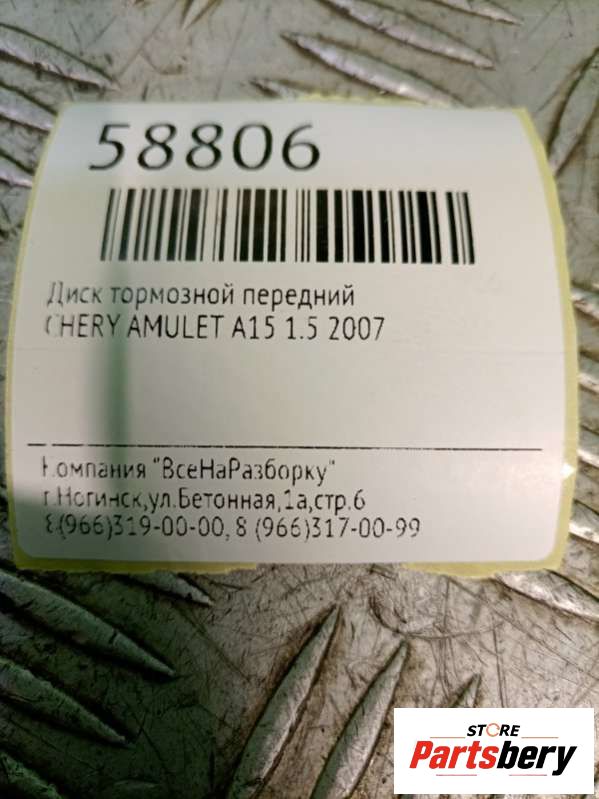 58806
Диск тормозной передний
CHERY AMULET A15 1.5 2007
Компания "ВсеНаРазборку"
г.Ногинск,ул.Бетонная,1а,стр.6
8(966)319-00-00, 8 (966)317-00-99
STORE
Partsbery